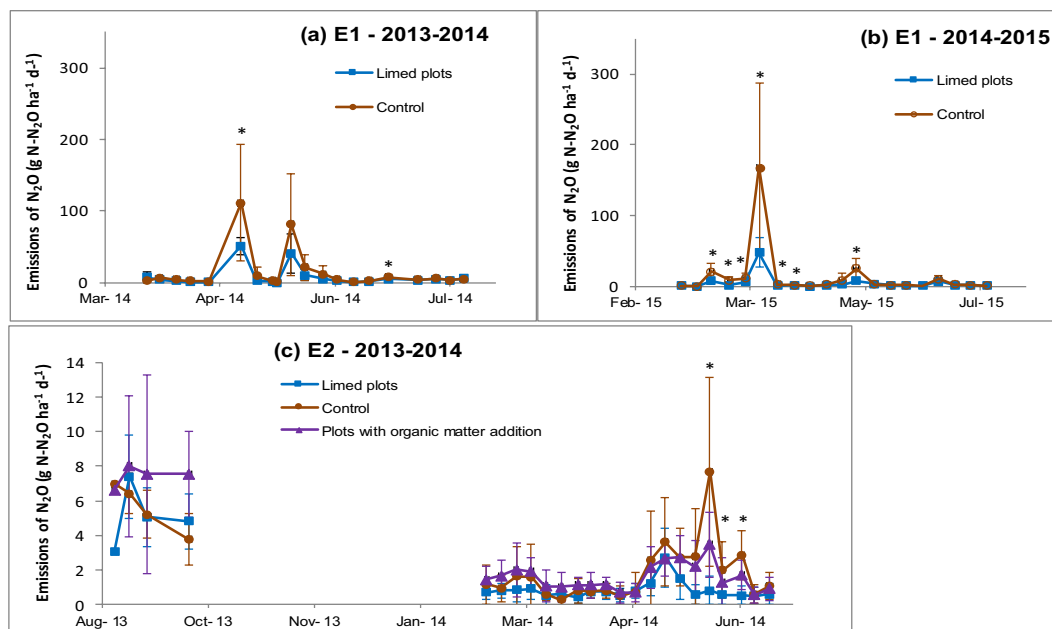 (a) E1 - 2013-2014
Emissions of N₂O (g N-N₂O ha⁻¹ d⁻¹)
300
200
100
0
Limed plots
Control
*
*
Mar- 14
Apr- 14
Jun- 14
Jul- 14
(b) E1 - 2014-2015
Emissions of N₂O (g N-N₂O ha⁻¹ d⁻¹)
300
200
100
0
Limed plots
Control
*
* * *
* *
*
Feb- 15
Mar- 15
May- 15
Jul- 15
(c) E2 - 2013-2014
Emissions of N₂O (g N-N₂O ha⁻¹ d⁻¹)
14
12
10
8
6
4
2
0
Limed plots
Control
Plots with organic matter addition
*
* *
Aug- 13
Oct- 13
Nov- 13
Jan- 14
Mar- 14
Apr- 14
Jun- 14